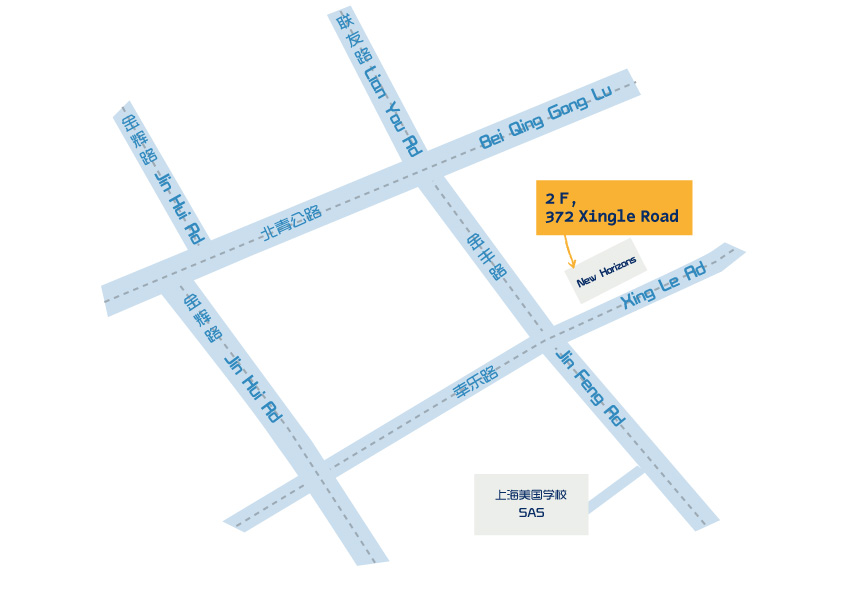 联友路 Lian You Rd
Bei Qing Gong Lu
金辉路 Jin Hui Rd
2 F,
372 Xingle Road
北青公路
金丰路
New Horizons
Xing Le Rd
金辉路 Jin Hui Rd
幸乐路
Jin Feng Rd
上海美国学校
SAS